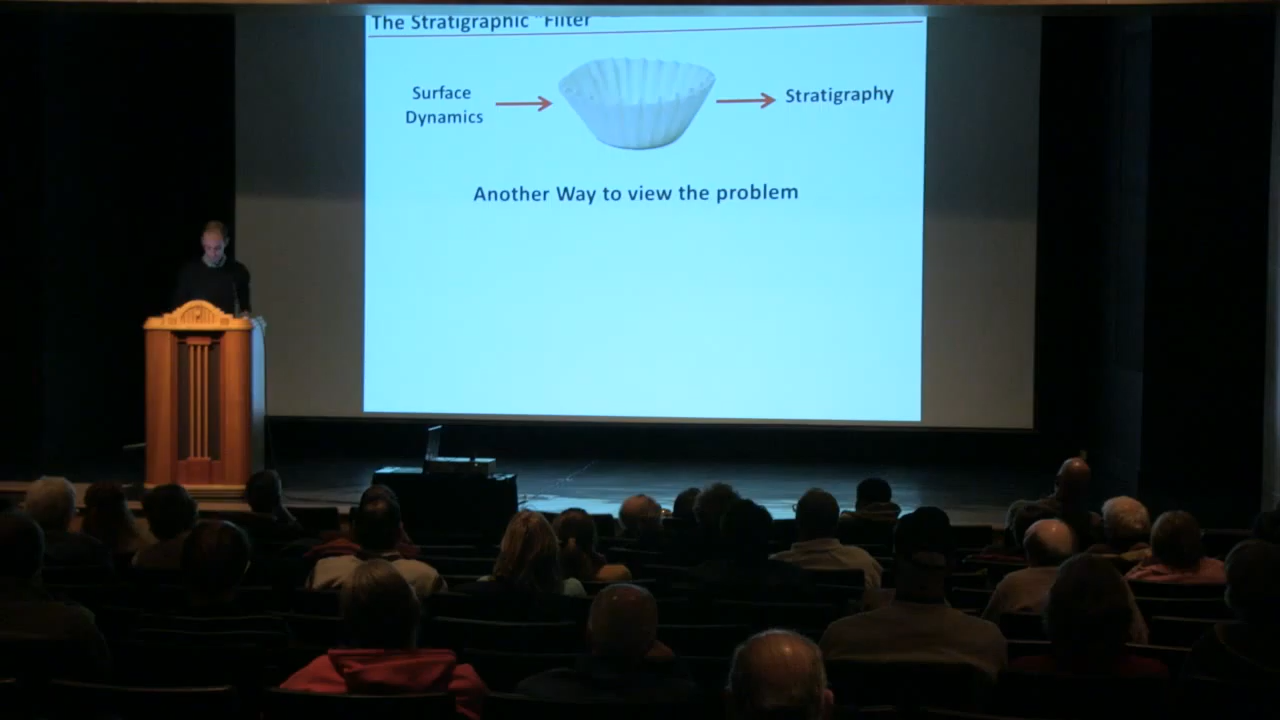 The Stratigraphic "Filter
Surface
Dynamics
Stratigraphy
Another Way to view the problem